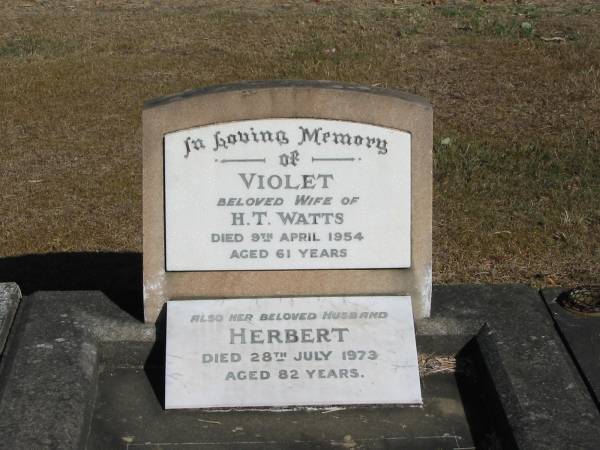 In Loving Memory
of
VIOLET
BELOVED WIFE OF
H.T. WATTS
DIED 9TH APRIL 1954
AGED 61 YEARS
ALSO HER BELOVED HUSBAND
HERBERT
DIED 28TH JULY 1973
AGED 82 YEARS.